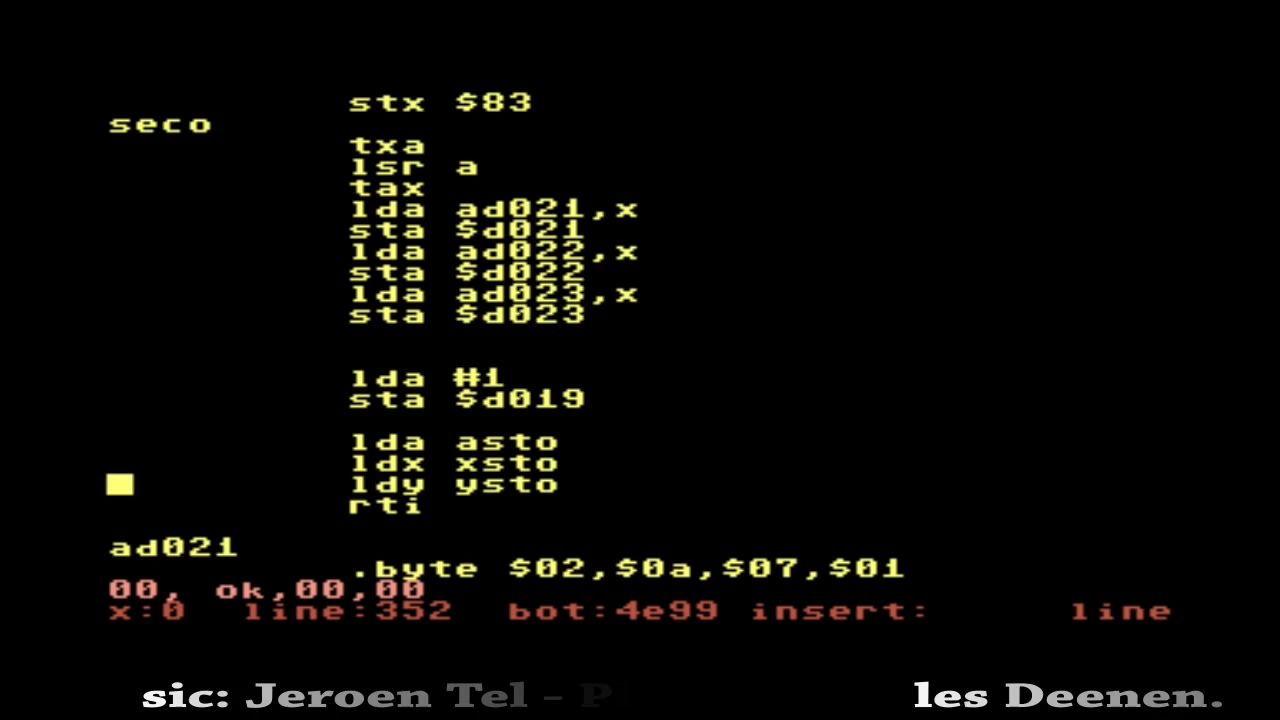 stx $83
seco
txa
lsr a
tax
lda ad021,x
sta $d021
lda ad022,x
sta $d022
lda ad023,x
sta $d023
lda #1
sta $d019
lda asto
ldx xsto
ldy ysto
rti
ad021
.byte $02,$0a,$07,$01
00, ok,00,00
x:0 line:352 bot:4e99 insert: line
sic: Jeroen Tel - P les Deenen.